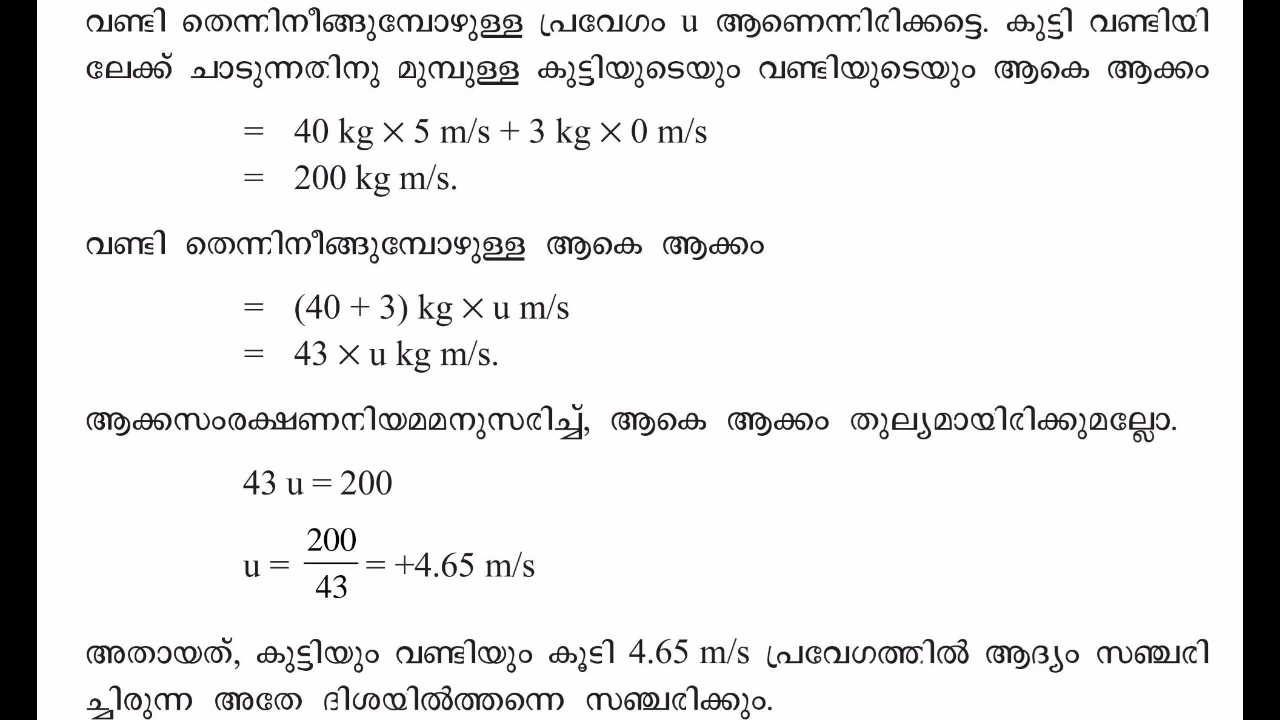 വണ്ടി തെന്നിനീങ്ങുമ്പോഴുള്ള പ്രവേഗം u ആണെന്നിരിക്കട്ടെ. കുട്ടി വണ്ടിയി
ലേക്ക് ചാടുന്നതിനു മുമ്പുള്ള കുട്ടിയുടെയും വണ്ടിയുടെയും ആകെ ആക്കം
= 40 kg × 5 m/s + 3 kg × 0 m/s
= 200 kg m/s.
വണ്ടി തെന്നിനീങ്ങുമ്പോഴുള്ള ആകെ ആക്കം
= (40 + 3) kg × u m/s
= 43 × u kg m/s.
ആക്കസംരക്ഷണനിയമമനുസരിച്ച്, ആകെ ആക്കം തുല്യമായിരിക്കുമല്ലോ.
43 u = 200
u = 200/43 = +4.65 m/s
അതായത്, കുട്ടിയും വണ്ടിയും കൂടി 4.65 m/s പ്രവേഗത്തിൽ ആദ്യം സഞ്ചരി
ച്ചിരുന്ന അതേ ദിശയിൽത്തന്നെ സഞ്ചരിക്കും.